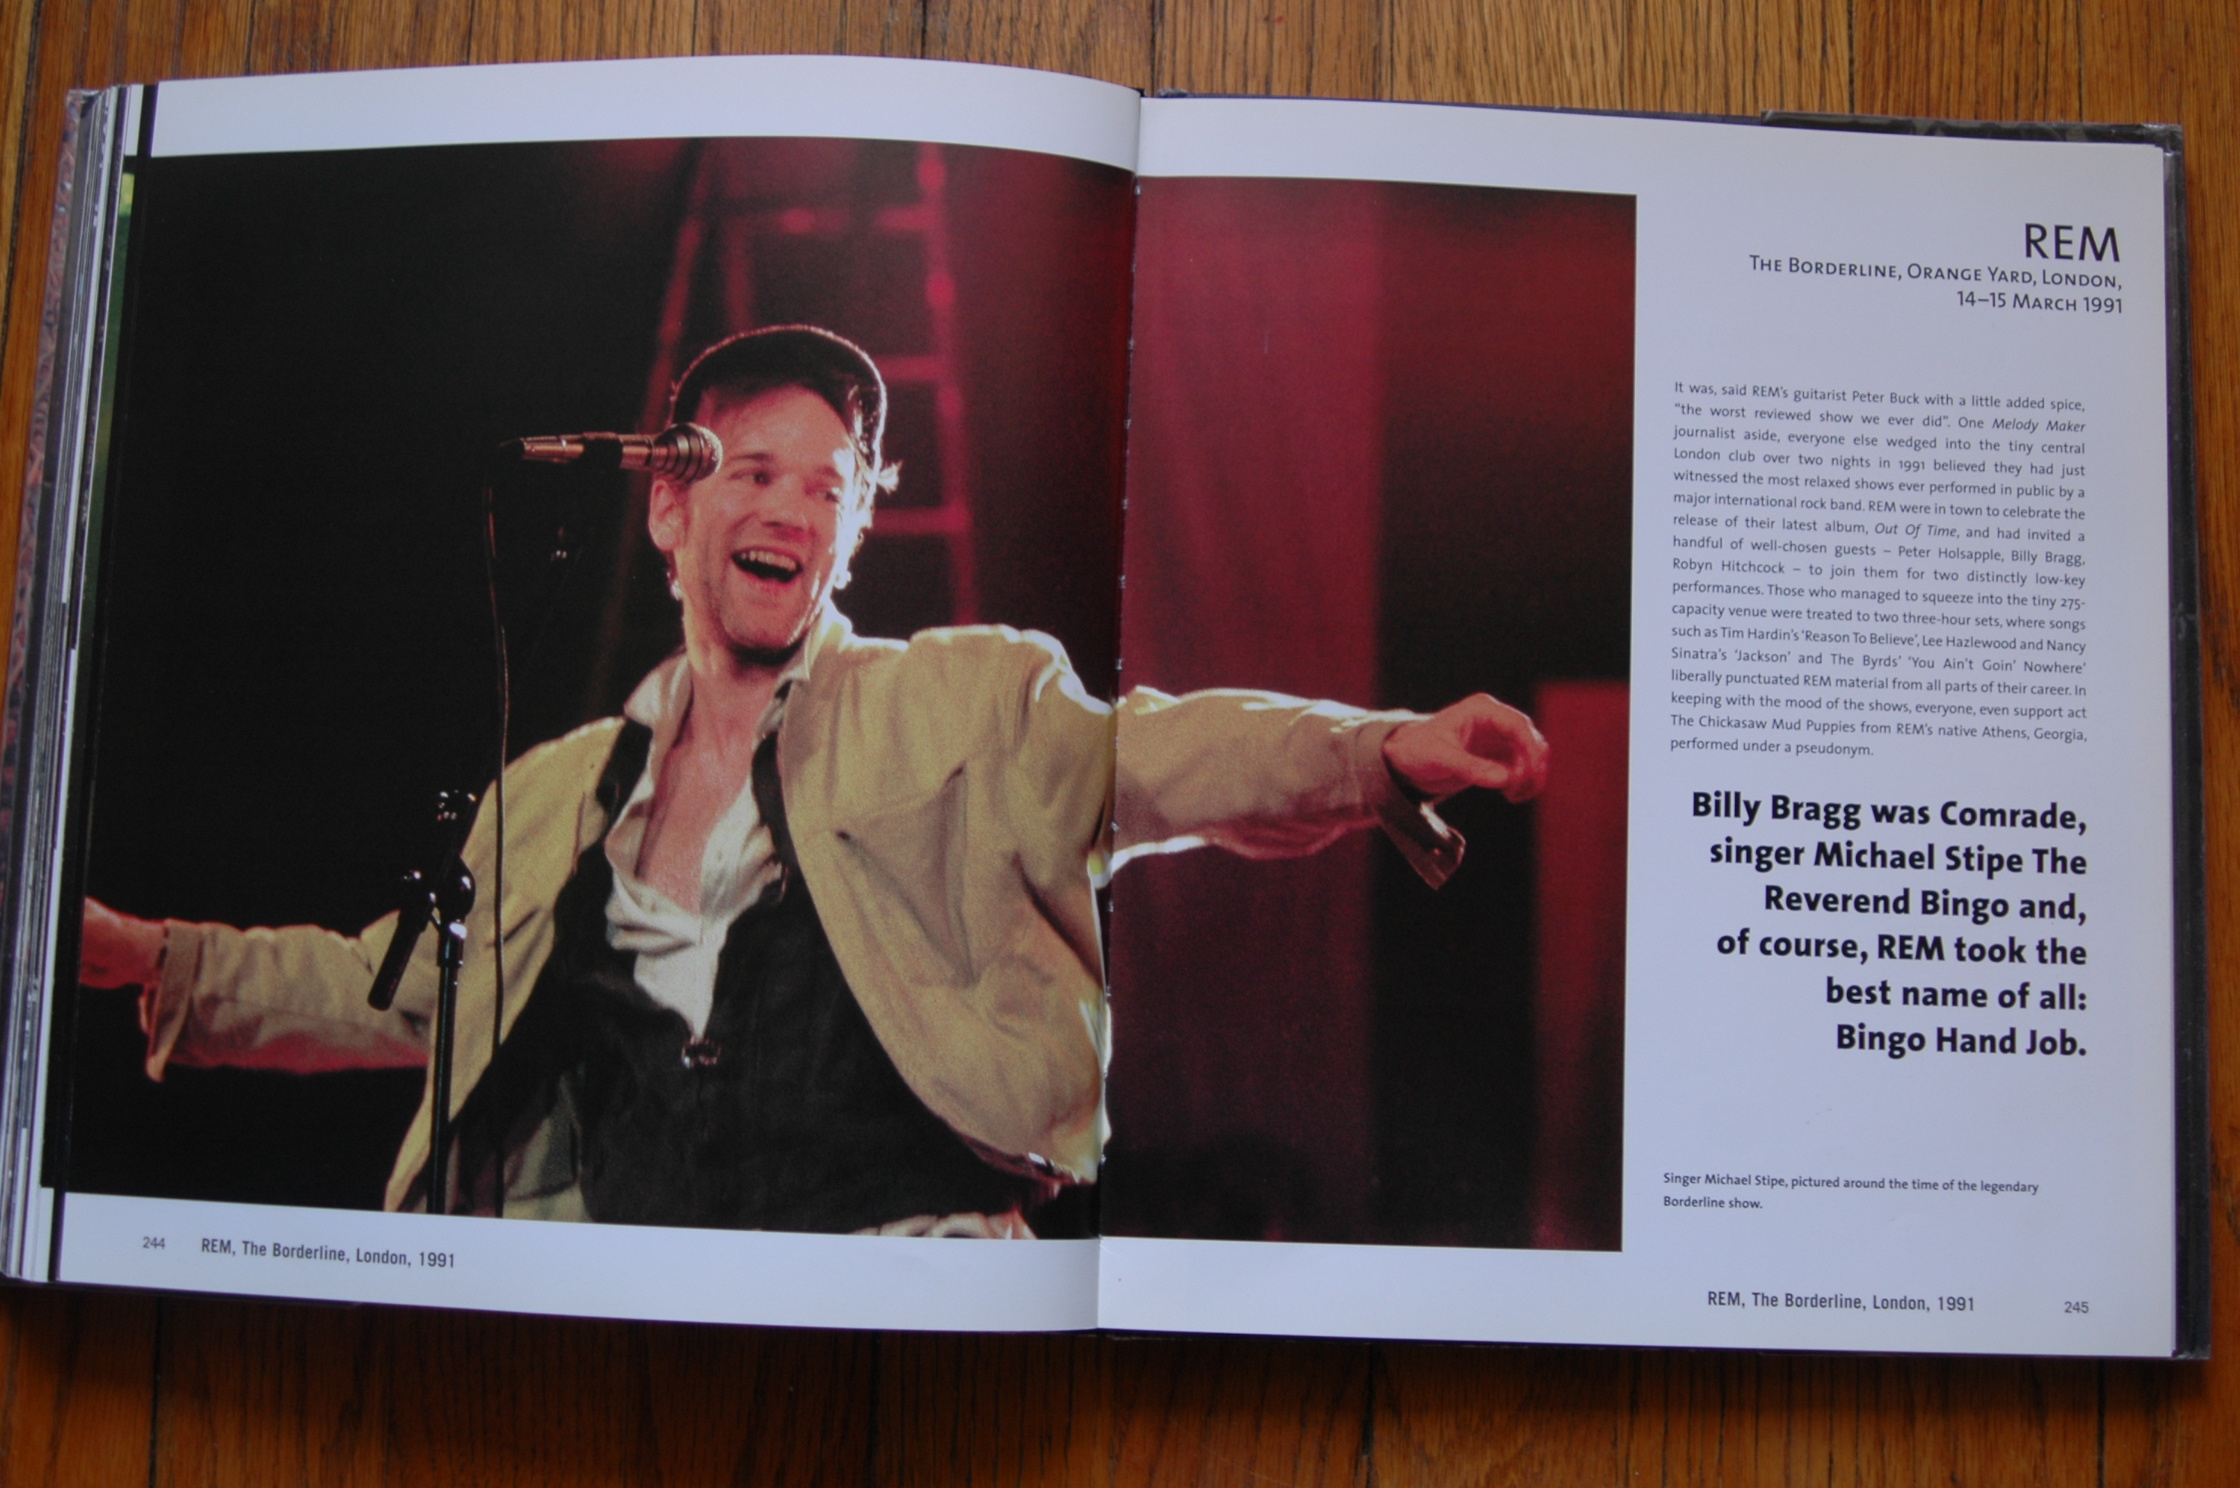 REM
The Borderline, Orange Yard, London,
14–15 March 1991
It was, said REM's guitarist Peter Buck with a little added spice,
"the worst reviewed show we ever did". One Melody Maker
journalist aside, everyone else wedged into the tiny central
London club over two nights in 1991 believed they had just
witnessed the most relaxed shows ever performed in public by a
major international rock band. REM were in town to celebrate the
release of their latest album, Out Of Time, and had invited a
handful of well-chosen guests – Peter Holsapple, Billy Bragg,
Robyn Hitchcock – to join them for two distinctly low-key
performances. Those who managed to squeeze into the tiny 275-
capacity venue were treated to two three-hour sets, where songs
such as Tim Hardin's 'Reason To Believe', Lee Hazlewood and Nancy
Sinatra's 'Jackson' and The Byrds' 'You Ain't Goin' Nowhere'
liberally punctuated REM material from all parts of their career. In
keeping with the mood of the shows, everyone, even support act
The Chickasaw Mud Puppies from REM's native Athens, Georgia,
performed under a pseudonym.
Billy Bragg was Comrade,
singer Michael Stipe The
Reverend Bingo and,
of course, REM took the
best name of all:
Bingo Hand Job.
Singer Michael Stipe, pictured around the time of the legendary
Borderline show.
244 REM, The Borderline, London, 1991
REM, The Borderline, London, 1991 245